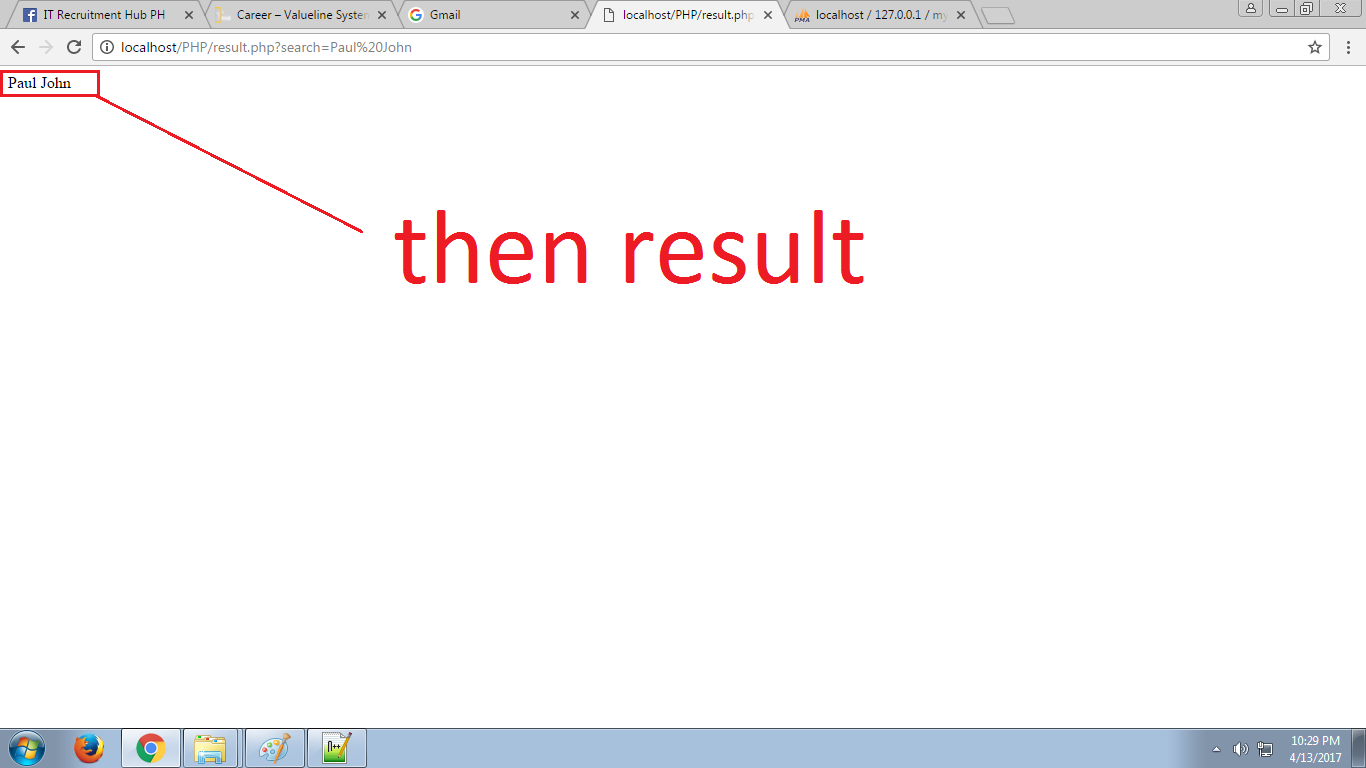 IT Recruitment Hub PH
Career – Valueline System
Gmail
localhost/PHP/result.php
localhost / 127.0.0.1 / my
localhost/PHP/result.php?search=Paul%20John
Paul John
then result
10:29 PM
4/13/2017